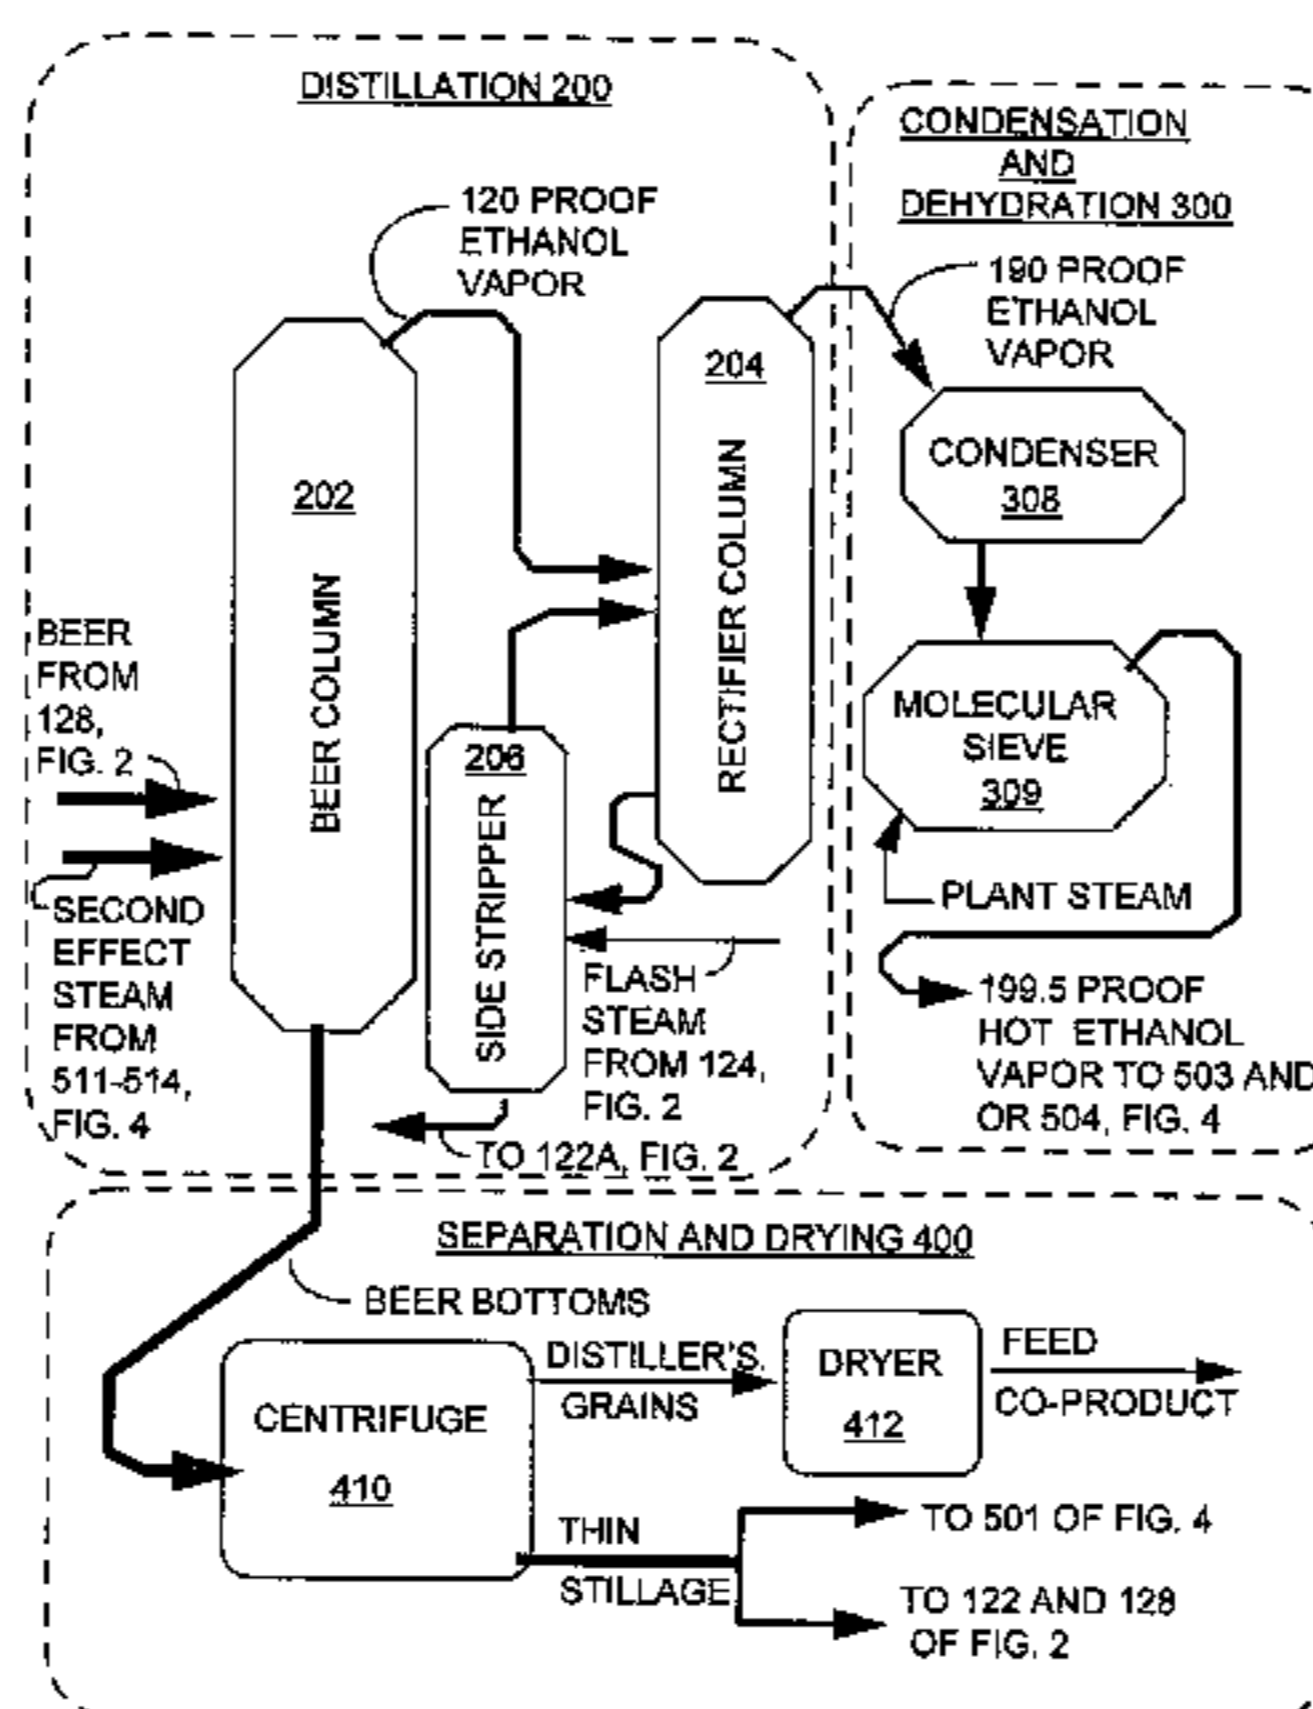 DISTILLATION 200
120 PROOF
ETHANOL
VAPOR
202
BEER COLUMN
204
RECTIFIER COLUMN
206
SIDE STRIPPER
BEER
FROM
128,
FIG. 2
SECOND
EFFECT
STEAM
FROM
511-514,
FIG. 4
FLASH
STEAM
FROM 124,
FIG. 2
TO 122A, FIG. 2
CONDENSATION
AND
DEHYDRATION 300
190 PROOF
ETHANOL
VAPOR
CONDENSER
308
MOLECULAR
SIEVE
309
PLANT STEAM
199.5 PROOF
HOT ETHANOL
VAPOR TO 503 AND
OR 504, FIG. 4
SEPARATION AND DRYING 400
BEER BOTTOMS
CENTRIFUGE
410
DISTILLER'S
GRAINS
DRYER
412
FEED
CO-PRODUCT
THIN
STILLAGE
TO 501 OF FIG. 4
TO 122 AND 128
OF FIG. 2